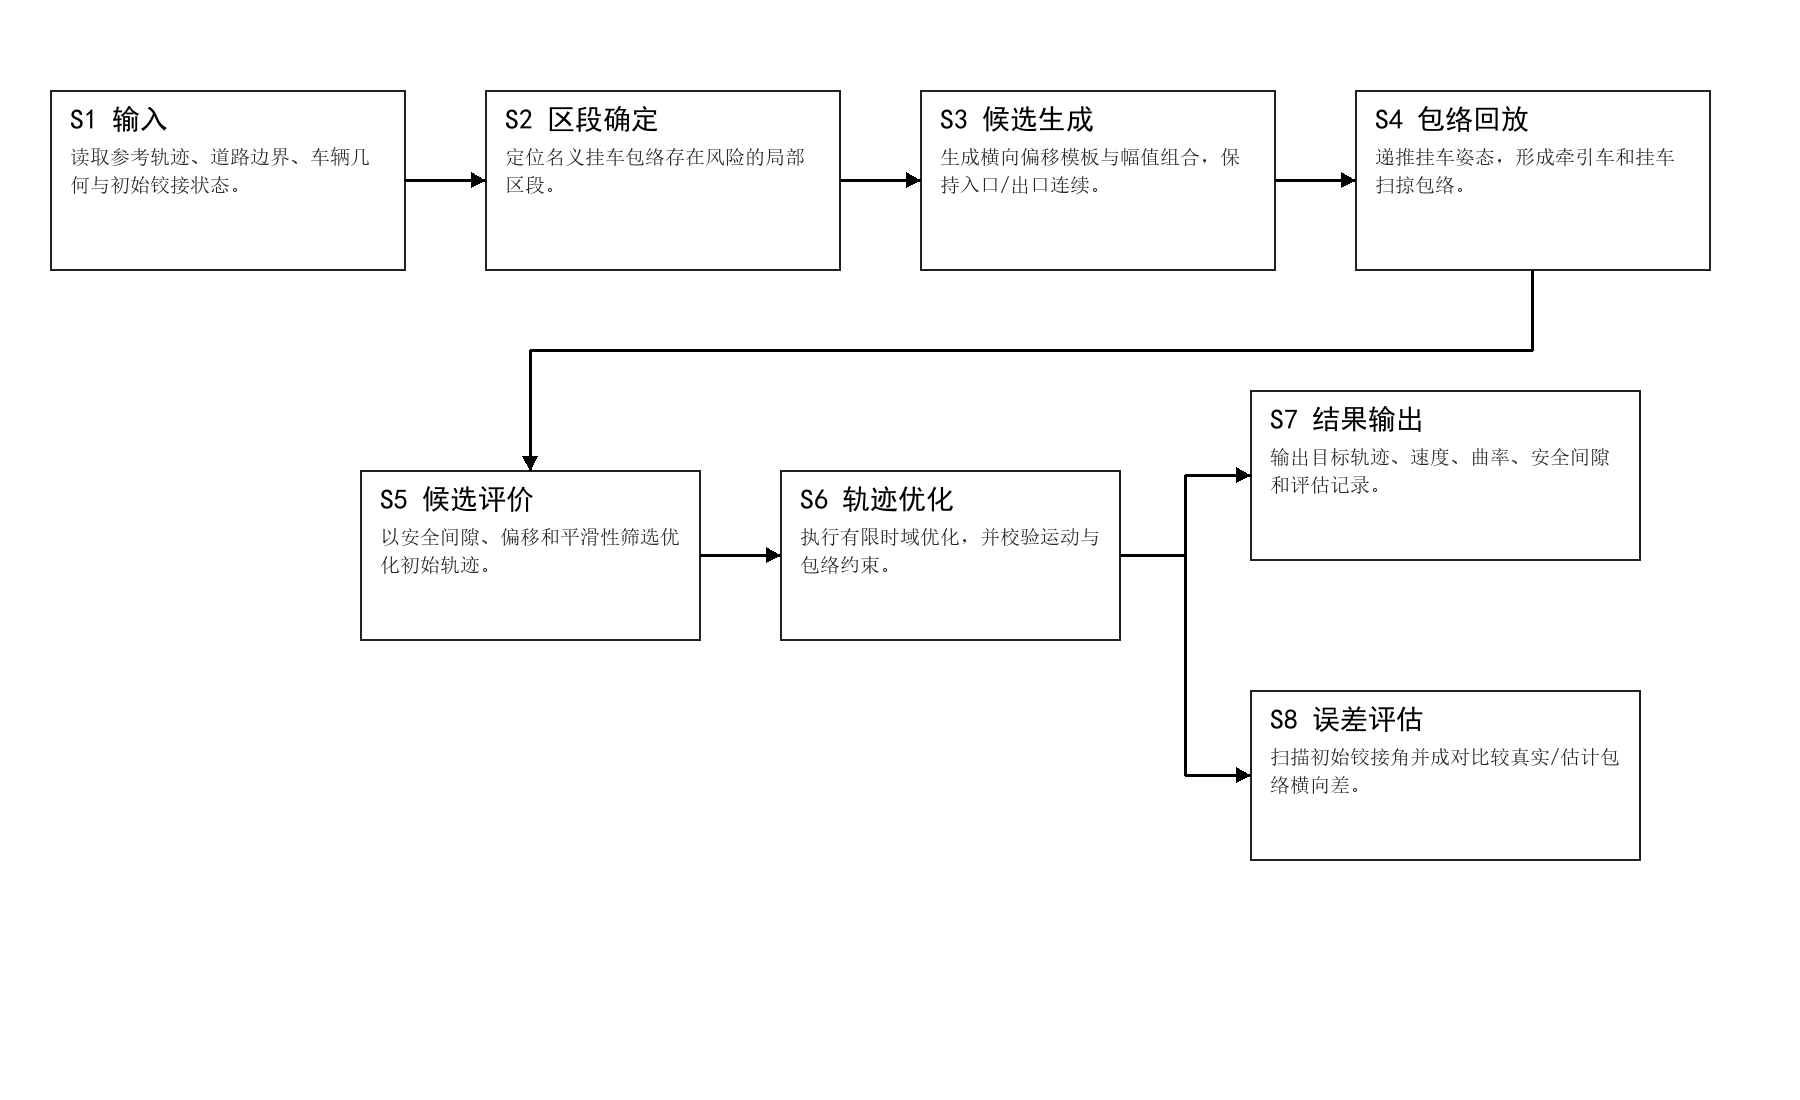 S1 输入
读取参考轨迹、道路边界、车辆几
何与初始铰接状态。
S2 区段确定
定位名义挂车包络存在风险的局部
区段。
S3 候选生成
生成横向偏移模板与幅值组合，保
持入口/出口连续。
S4 包络回放
递推挂车姿态，形成牵引车和挂车
扫掠包络。
S5 候选评价
以安全间隙、偏移和平滑性筛选优
化初始轨迹。
S6 轨迹优化
执行有限时域优化，并校验运动与
包络约束。
S7 结果输出
输出目标轨迹、速度、曲率、安全间隙
和评估记录。
S8 误差评估
扫描初始铰接角并成对比较真实/估计包
络横向差。